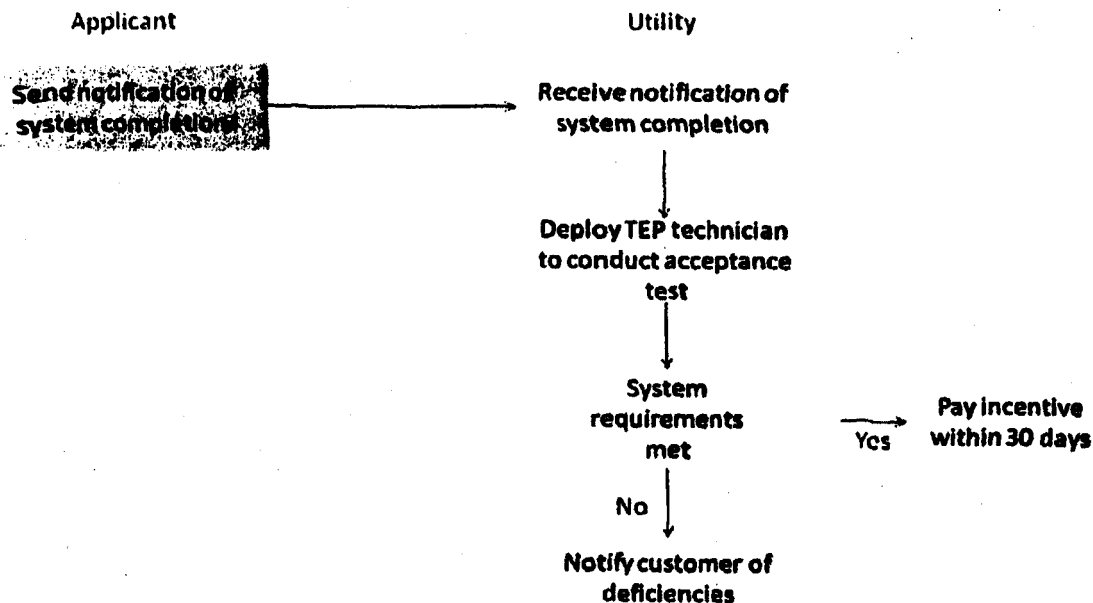 Applicant
Utility
Send notification of
system completion
Receive notification of
system completion
Deploy TEP technician
to conduct acceptance
test
System
requirements
met
Yes
Pay incentive
within 30 days
No
Notify customer of
deficiencies